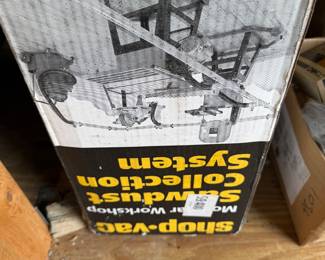 shop·vac
Modular Workshop
Sawdust
Collection
System